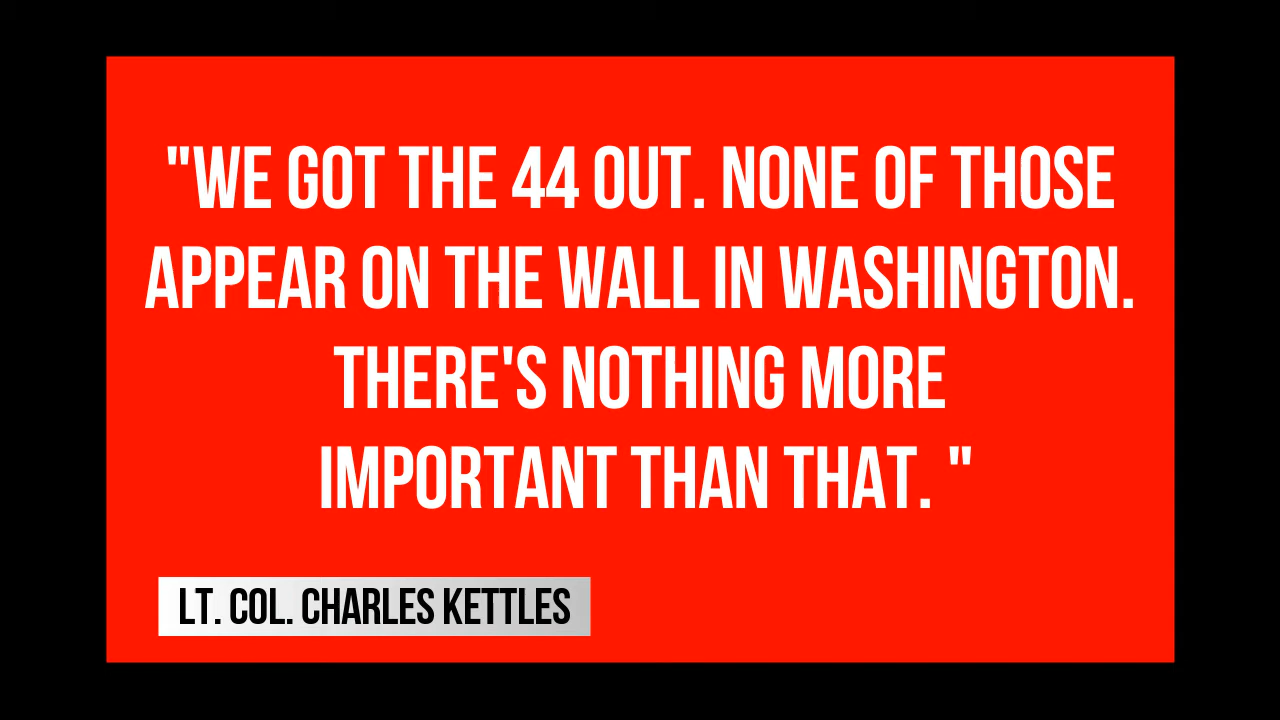 "WE GOT THE 44 OUT. NONE OF THOSE
APPEAR ON THE WALL IN WASHINGTON.
THERE'S NOTHING MORE
IMPORTANT THAN THAT. "
LT. COL. CHARLES KETTLES